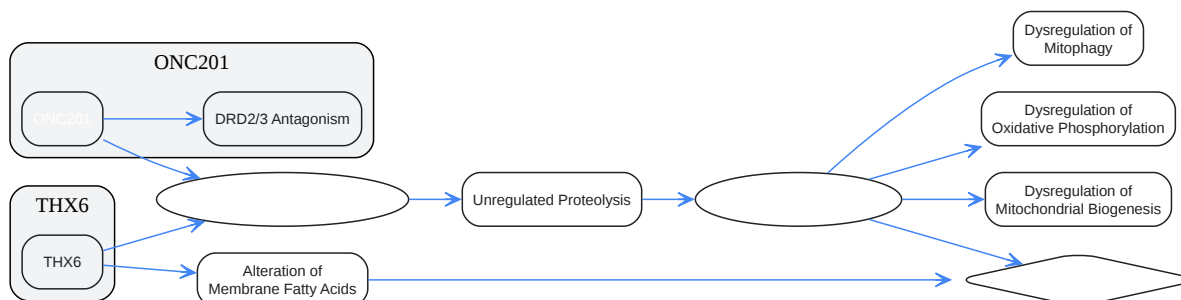 Dysregulation of
Mitophagy
ONC201
ONC201
DRD2/3 Antagonism
Dysregulation of
Oxidative Phosphorylation
THX6
Unregulated Proteolysis
Dysregulation of
Mitochondrial Biogenesis
THX6
Alteration of
Membrane Fatty Acids